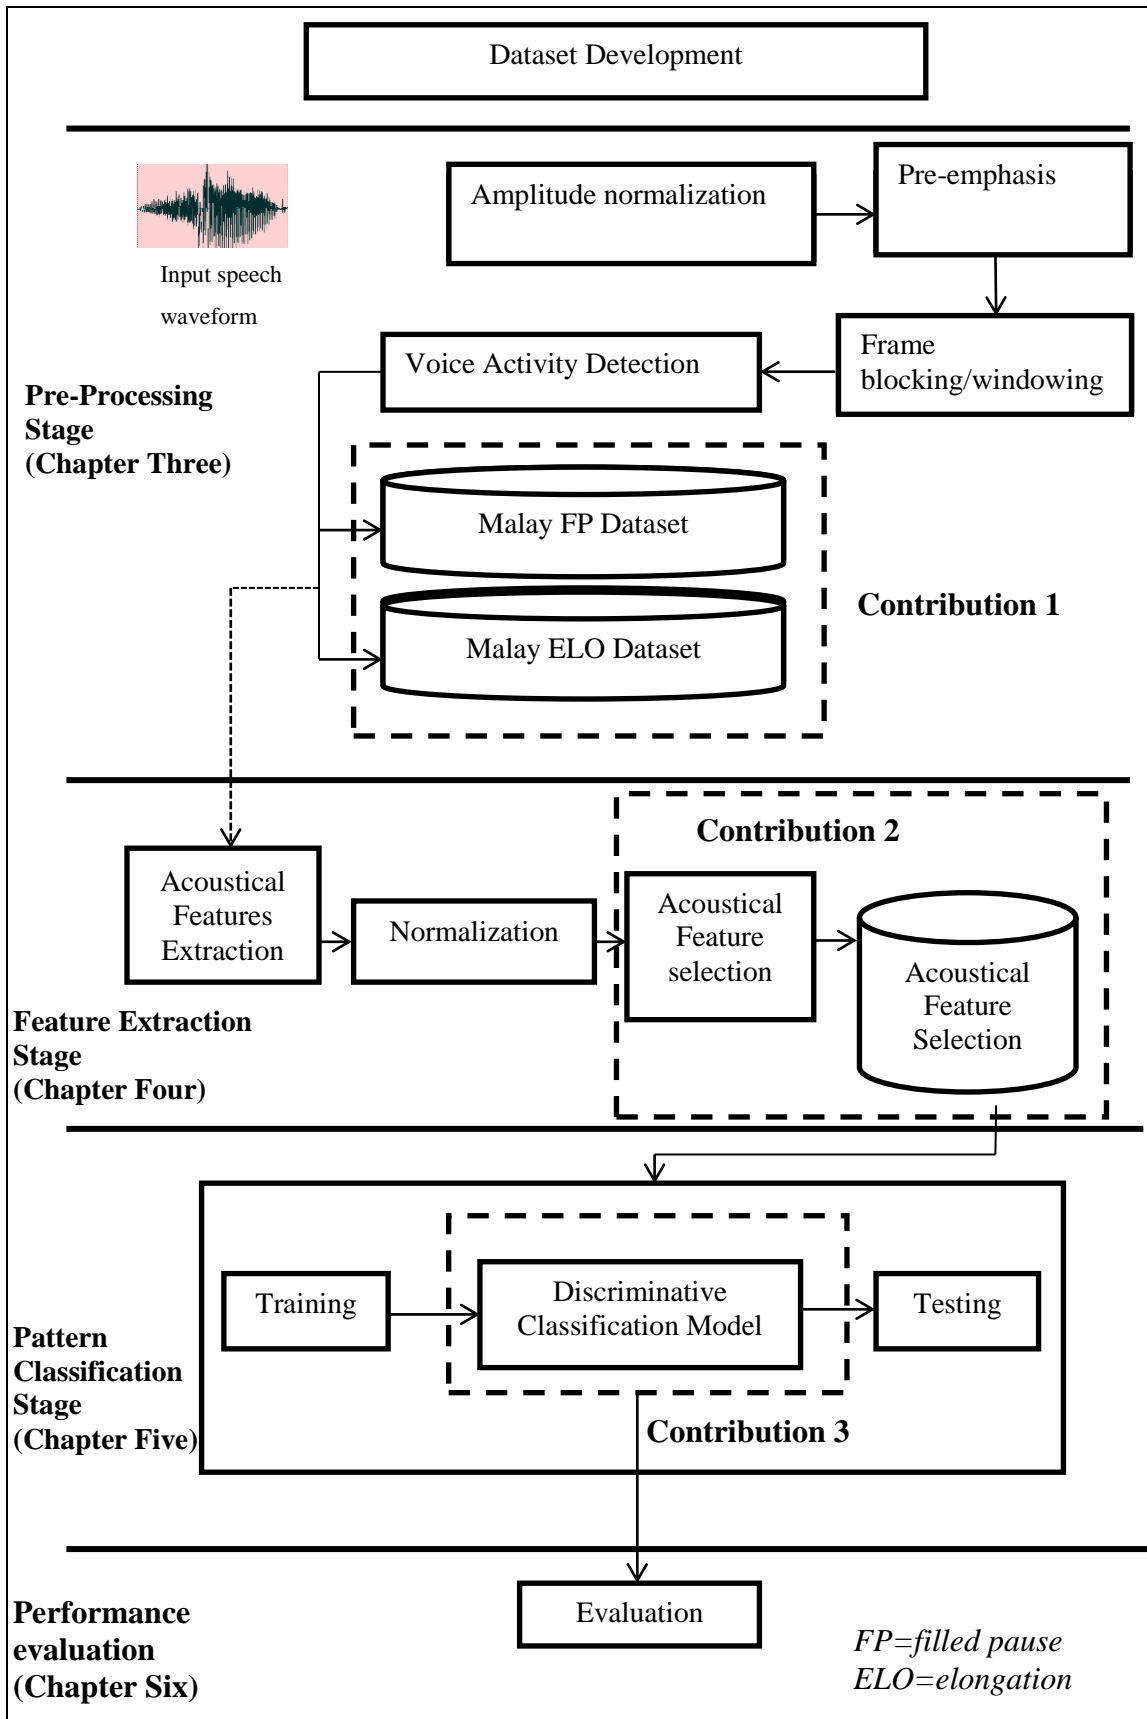 Dataset Development
Amplitude normalization
Pre-emphasis
Input speech
waveform
Voice Activity Detection
Frame
blocking/windowing
Pre-Processing
Stage
(Chapter Three)
Malay FP Dataset
Contribution 1
Malay ELO Dataset
Contribution 2
Acoustical
Features
Extraction
Normalization
Acoustical
Feature
selection
Acoustical
Feature
Selection
Feature Extraction
Stage
(Chapter Four)
Training
Discriminative
Classification Model
Testing
Pattern
Classification
Stage
(Chapter Five)
Contribution 3
Evaluation
Performance
evaluation
(Chapter Six)
FP=filled pause
ELO=elongation